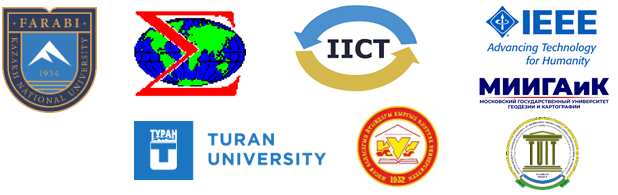 • FARABI •
KAZAKH NATIONAL UNIVERSITY
1934
IICT
IEEE
Advancing Technology
for Humanity
МИИГАиК
МОСКОВСКИЙ ГОСУДАРСТВЕННЫЙ УНИВЕРСИТЕТ
ГЕОДЕЗИИ И КАРТОГРАФИИ
ТУРАН
TURAN
UNIVERSITY
1932
TUIT